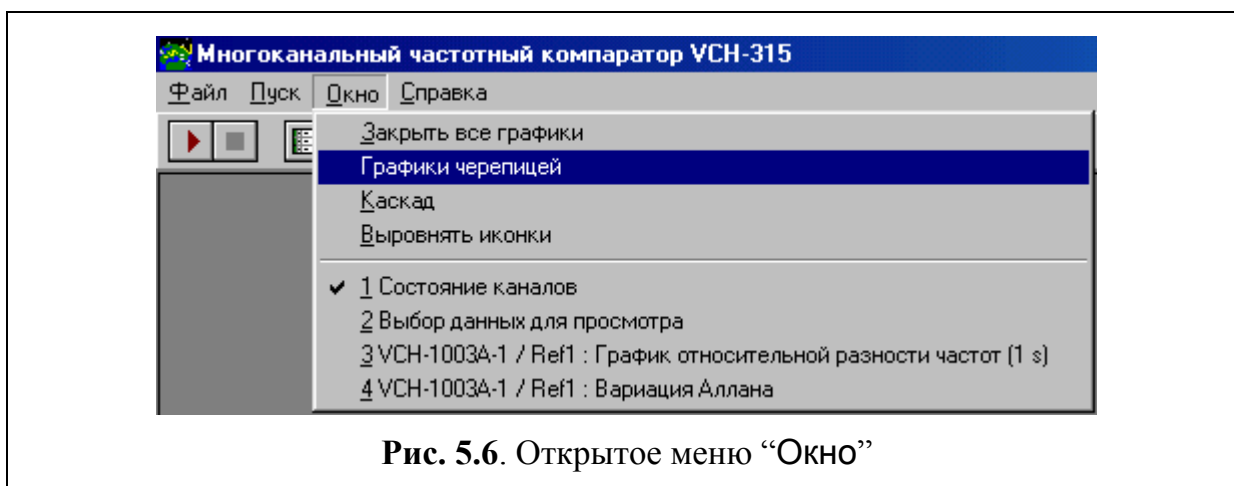 Многоканальный частотный компаратор VCH-315
Файл Пуск Окно Справка
Закрыть все графики
Графики черепицей
Каскад
Выровнять иконки
1 Состояние каналов
2 Выбор данных для просмотра
3 VCH-1003A-1 / Ref1 : График относительной разности частот (1 s)
4 VCH-1003A-1 / Ref1 : Вариация Аллана
Рис. 5.6. Открытое меню “Окно”